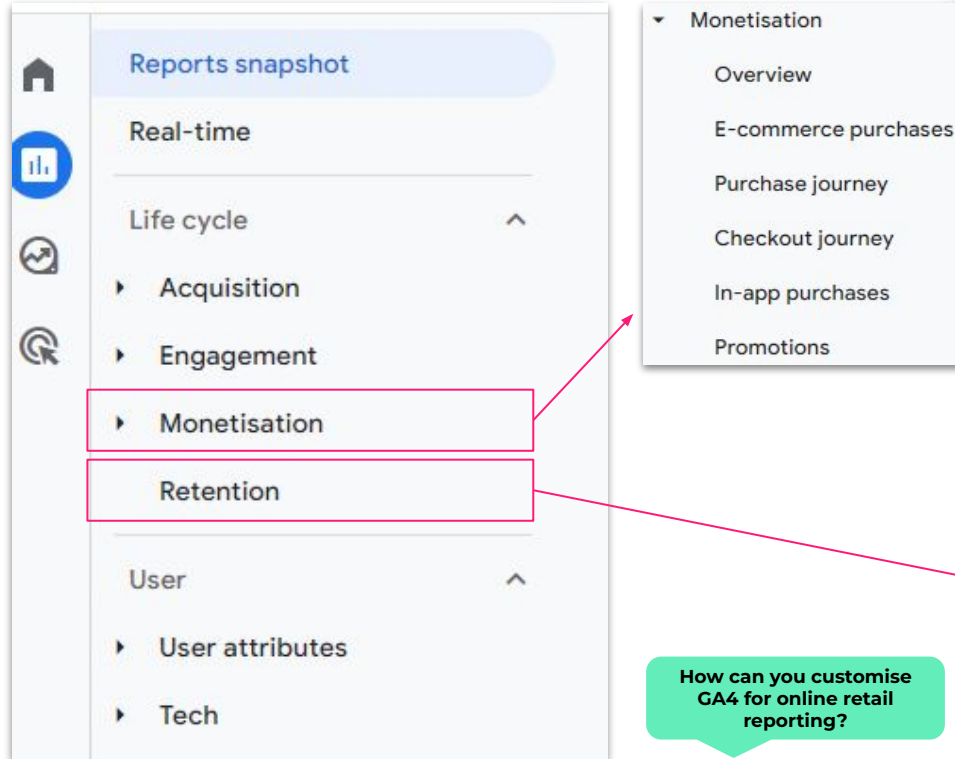 Reports snapshot
Real-time
Life cycle
Acquisition
Engagement
Monetisation
Retention
User
User attributes
Tech
Monetisation
Overview
E-commerce purchases
Purchase journey
Checkout journey
In-app purchases
Promotions
How can you customise
GA4 for online retail
reporting?